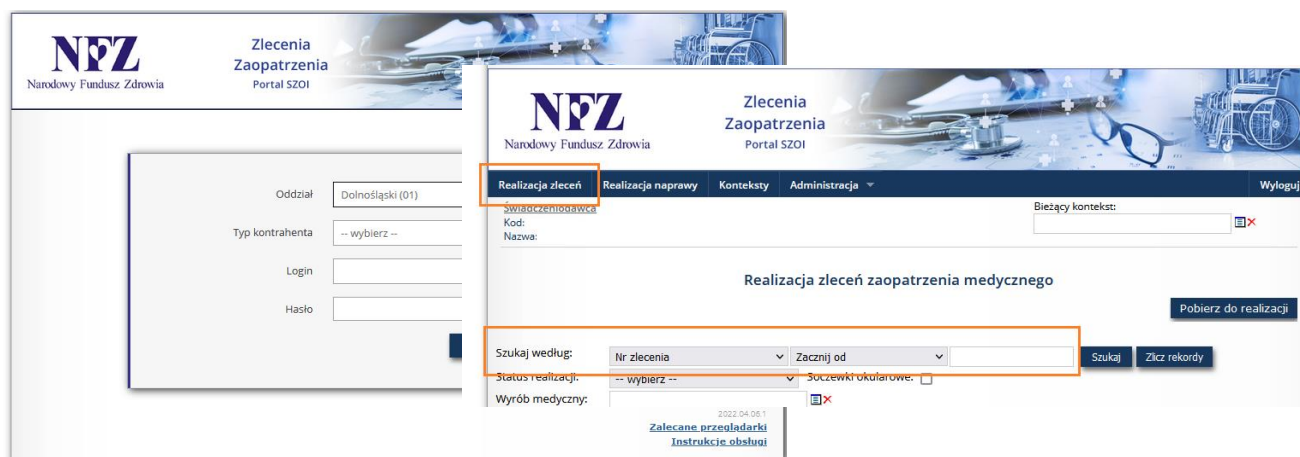 NFZ
Narodowy Fundusz Zdrowia
Zlecenia
Zaopatrzenia
Portal SZOI
Oddział Dolnośląski (01)
Typ kontrahenta -- wybierz --
Login
Hasło
2022.04.06.1
Zalecane przeglądarki
Instrukcje obsługi
NFZ
Narodowy Fundusz Zdrowia
Zlecenia
Zaopatrzenia
Portal SZOI
Realizacja zleceń Realizacja naprawy Konteksty Administracja Wyloguj
Świadczeniodawca
Kod:
Nazwa:
Bieżący kontekst:
Realizacja zleceń zaopatrzenia medycznego
Pobierz do realizacji
Szukaj według: Nr zlecenia Zacznij od Szukaj Zlicz rekordy
Status realizacji: -- wybierz -- Soczewki okularowe:
Wyrób medyczny: